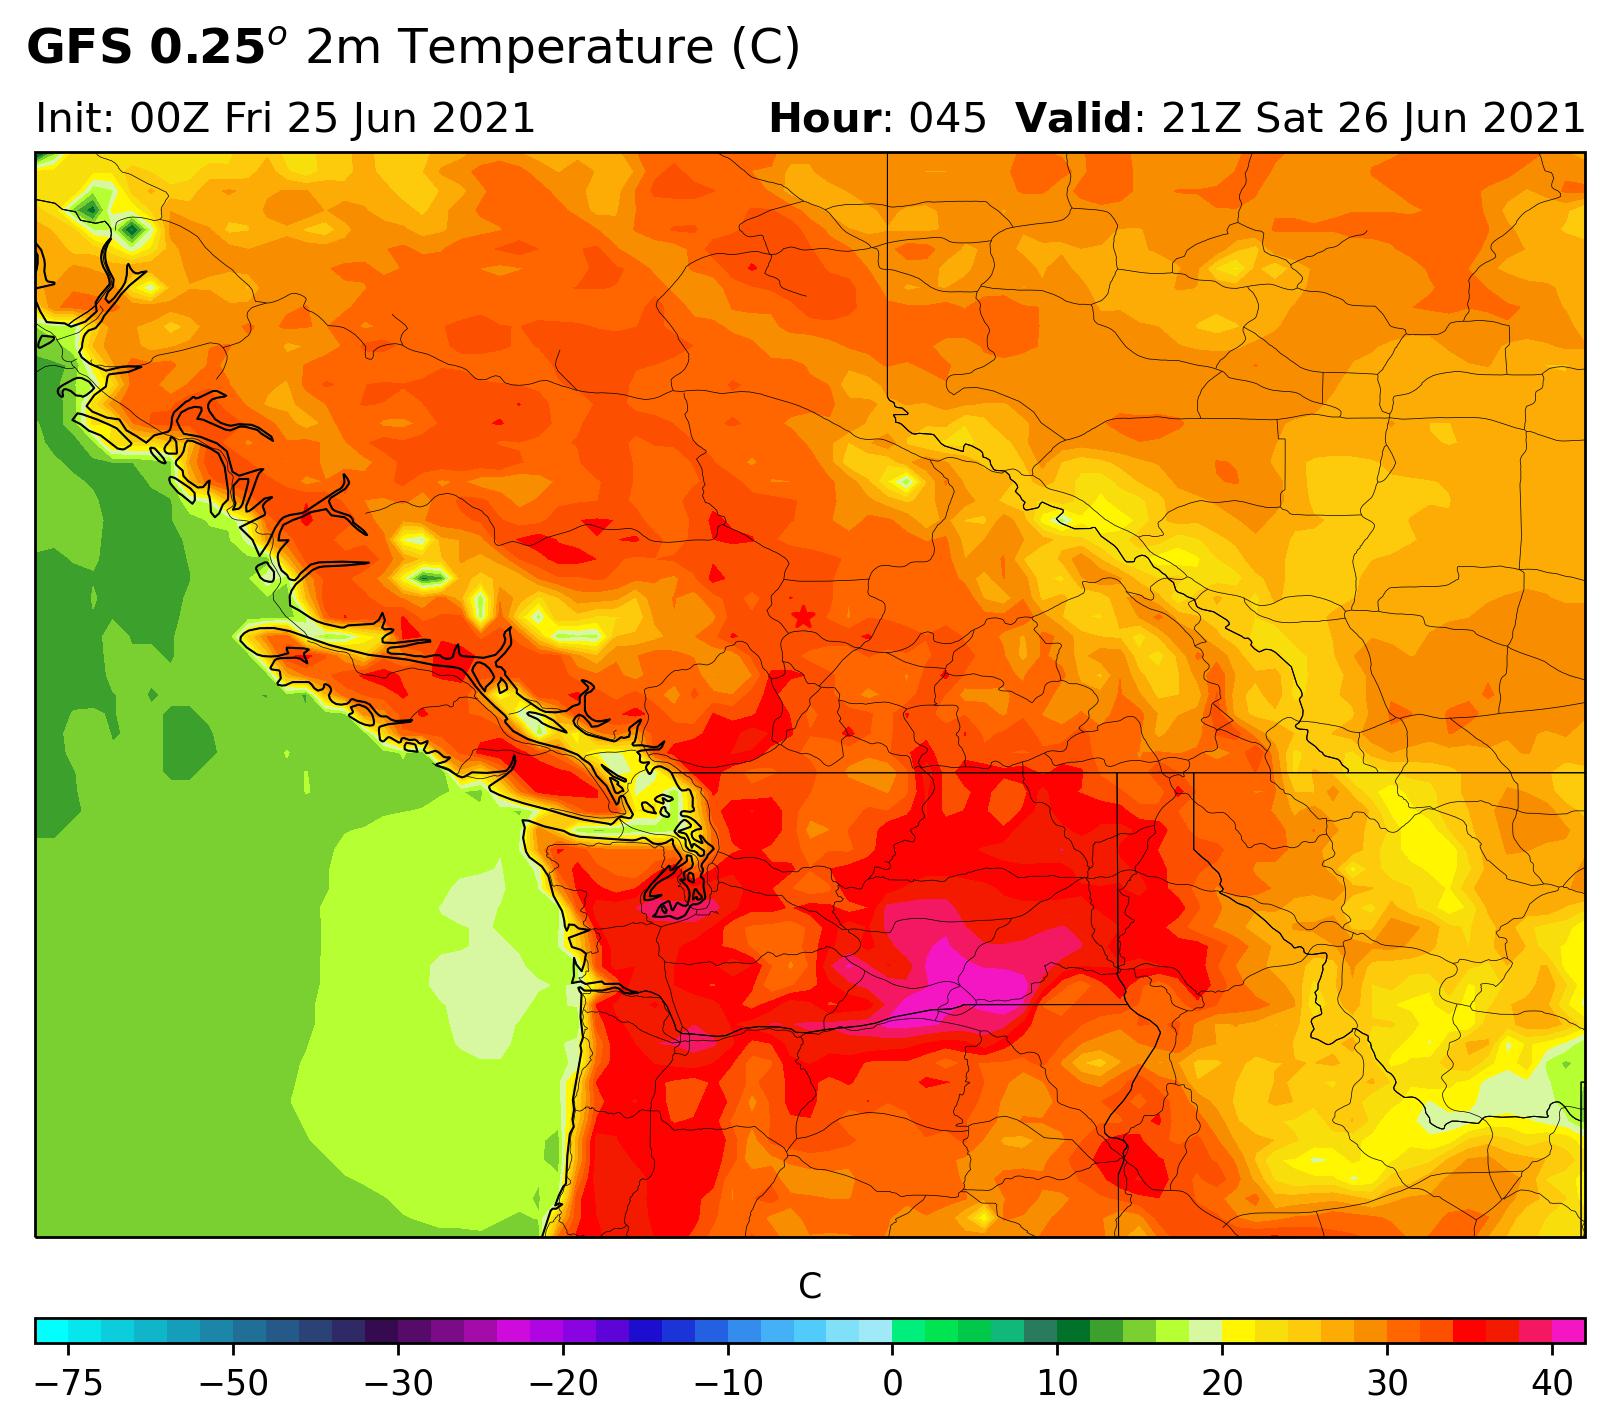 GFS 0.25° 2m Temperature (C)
Init: 00Z Fri 25 Jun 2021 Hour: 045 Valid: 21Z Sat 26 Jun 2021
C
−75 −50 −30 −20 −10 0 10 20 30 40